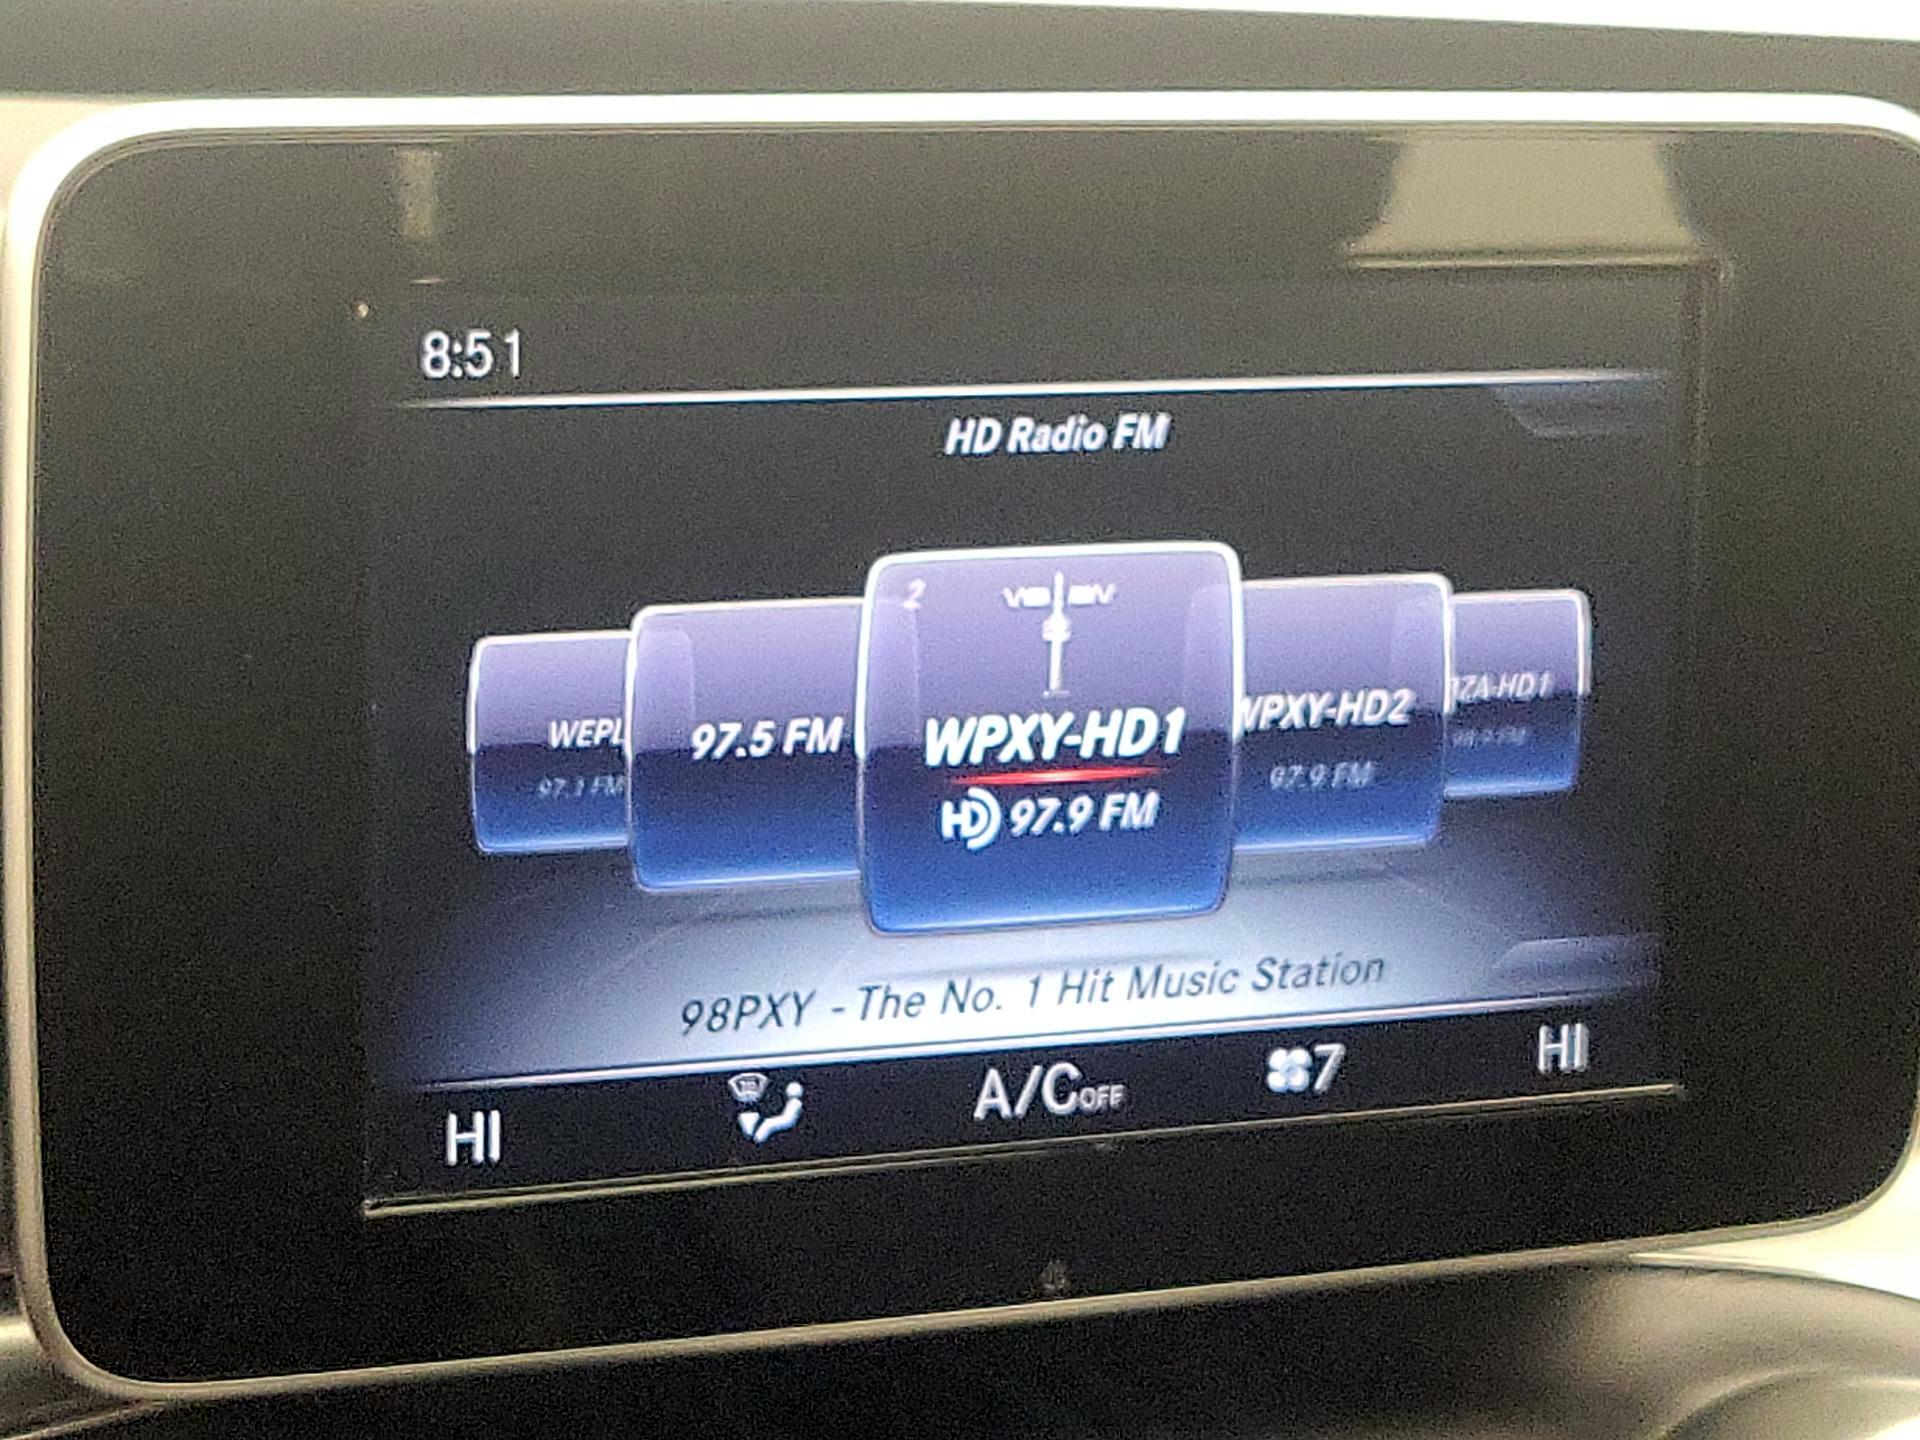 8:51
HD Radio FM
2
WEPL
97.1 FM
97.5 FM
WPXY-HD1
HD 97.9 FM
WPXY-HD2
97.9 FM
ZA-HD1
98PXY - The No. 1 Hit Music Station
HI
A/C OFF
7
HI